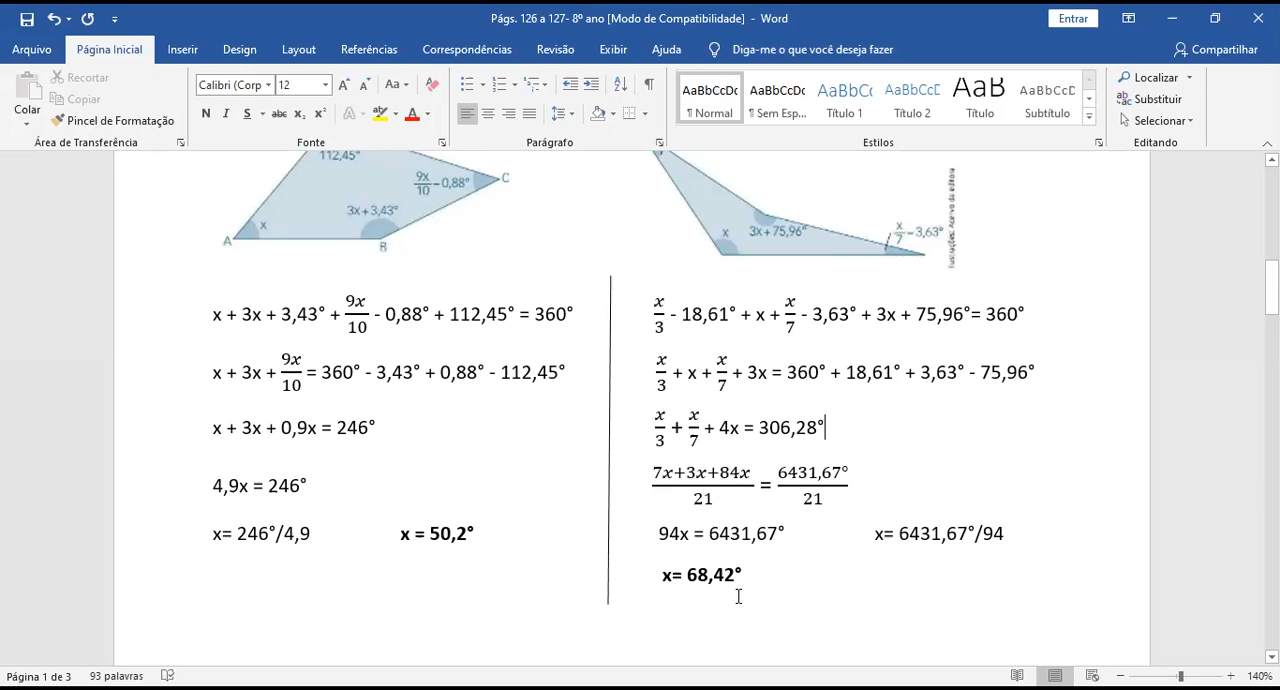 Págs. 126 a 127- 8º ano [Modo de Compatibilidade] - Word
Entrar
Arquivo Página Inicial Inserir Design Layout Referências Correspondências Revisão Exibir Ajuda Diga-me o que você deseja fazer Compartilhar
Colar
Recortar
Copiar
Pincel de Formatação
Área de Transferência
Calibri (Corp 12
N I S abc x₂ x²
Fonte
Parágrafo
AaBbCcDc AaBbCcDc AaBbCc AaBbCcD AaB AaBbCcD
¶ Normal ¶ Sem Esp... Título 1 Título 2 Título Subtítulo
Estilos
Localizar
Substituir
Selecionar
Editando
112,45°
9x/10 - 0,88°
C
3x+3,43°
x
A
B
x
3x+75,96°
x/7 - 3,63°
Ilustrações: Acervo da editora
x + 3x + 3,43° + 9x/10 - 0,88° + 112,45° = 360°
x + 3x + 9x/10 = 360° - 3,43° + 0,88° - 112,45°
x + 3x + 0,9x = 246°
4,9x = 246°
x= 246°/4,9 x = 50,2°
x/3 - 18,61° + x + x/7 - 3,63° + 3x + 75,96°= 360°
x/3 + x + x/7 + 3x = 360° + 18,61° + 3,63° - 75,96°
x/3 + x/7 + 4x = 306,28°
7x+3x+84x/21 = 6431,67°/21
94x = 6431,67° x= 6431,67°/94
x= 68,42°
Página 1 de 3 93 palavras
140%